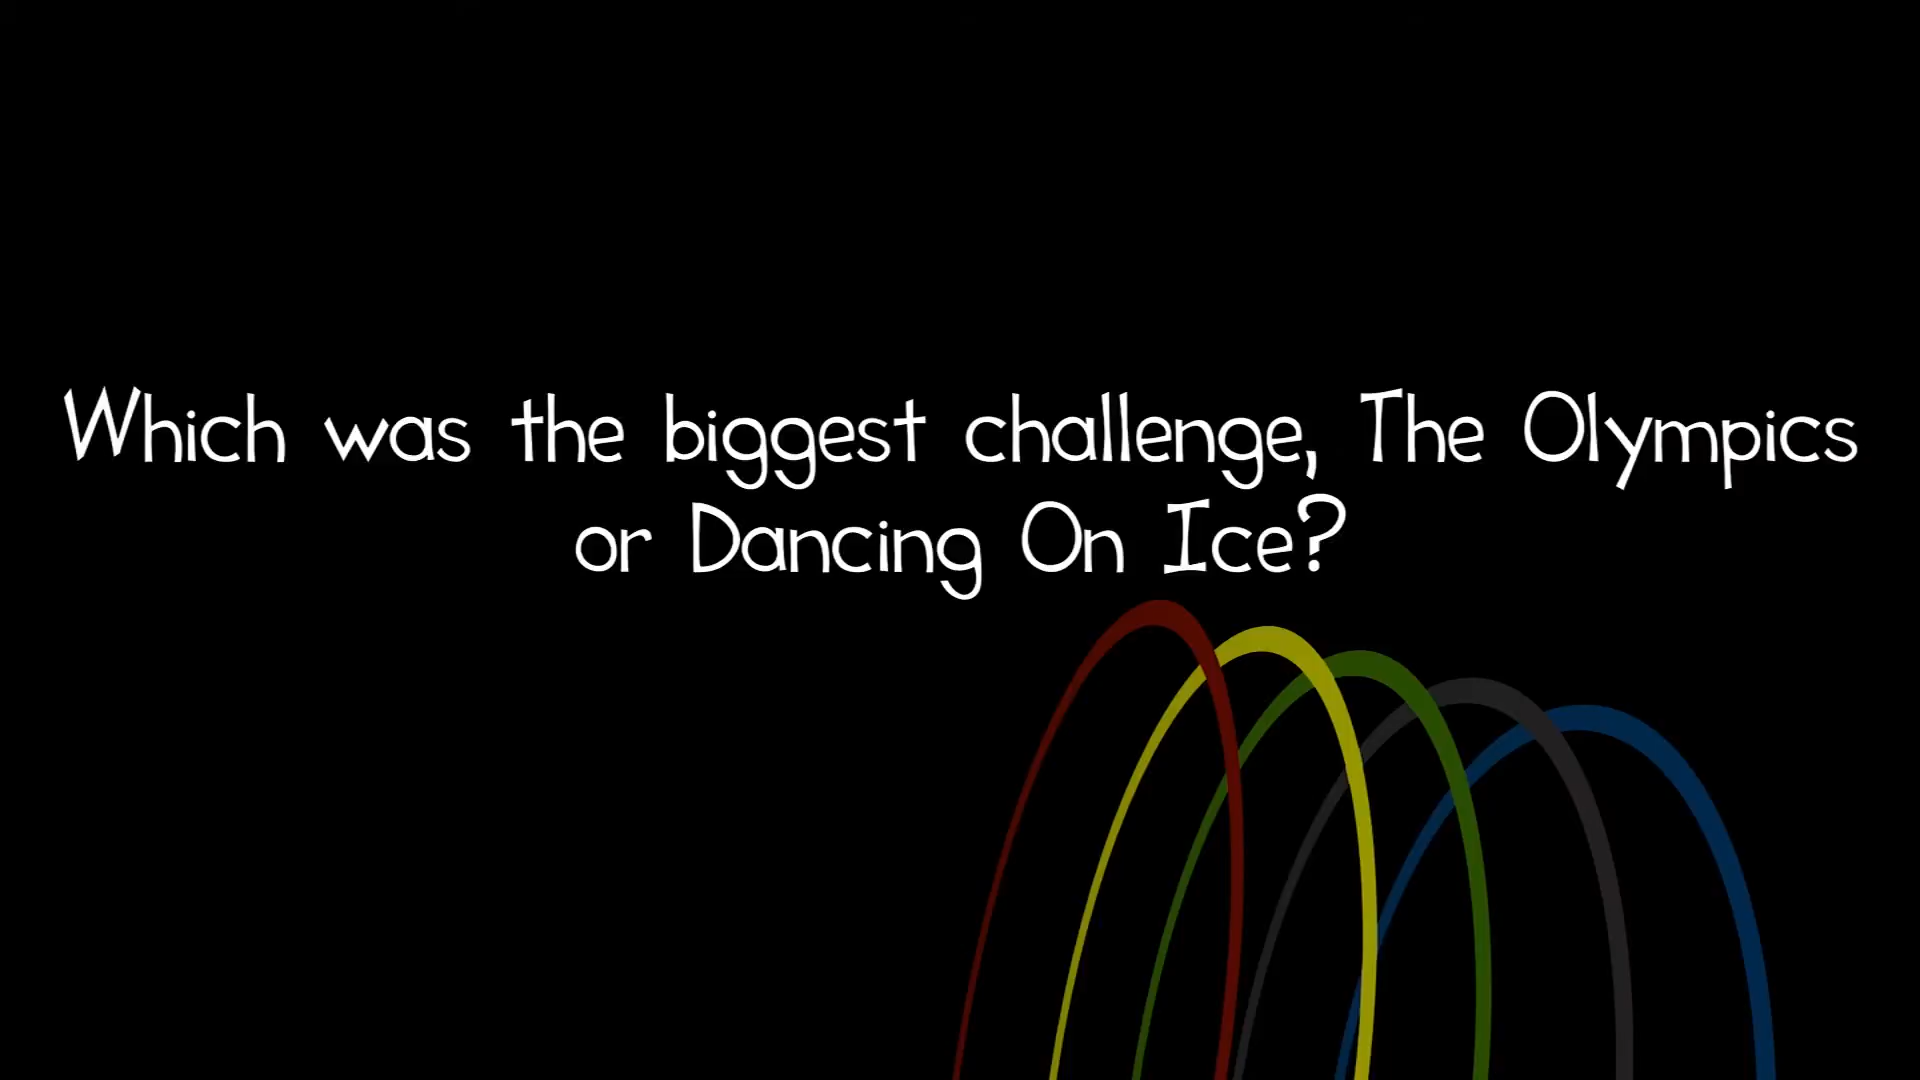 Which was the biggest challenge, The Olympics
or Dancing On Ice?